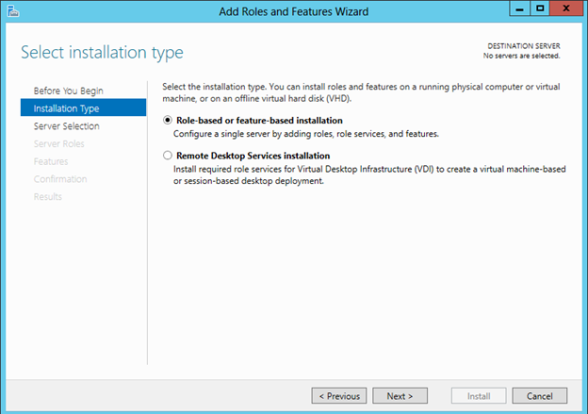 Add Roles and Features Wizard
Select installation type
DESTINATION SERVER
No servers are selected.
Before You Begin
Installation Type
Server Selection
Server Roles
Features
Confirmation
Results
Select the installation type. You can install roles and features on a running physical computer or virtual
machine, or on an offline virtual hard disk (VHD).
Role-based or feature-based installation
Configure a single server by adding roles, role services, and features.
Remote Desktop Services installation
Install required role services for Virtual Desktop Infrastructure (VDI) to create a virtual machine-based
or session-based desktop deployment.
< Previous
Next >
Install
Cancel